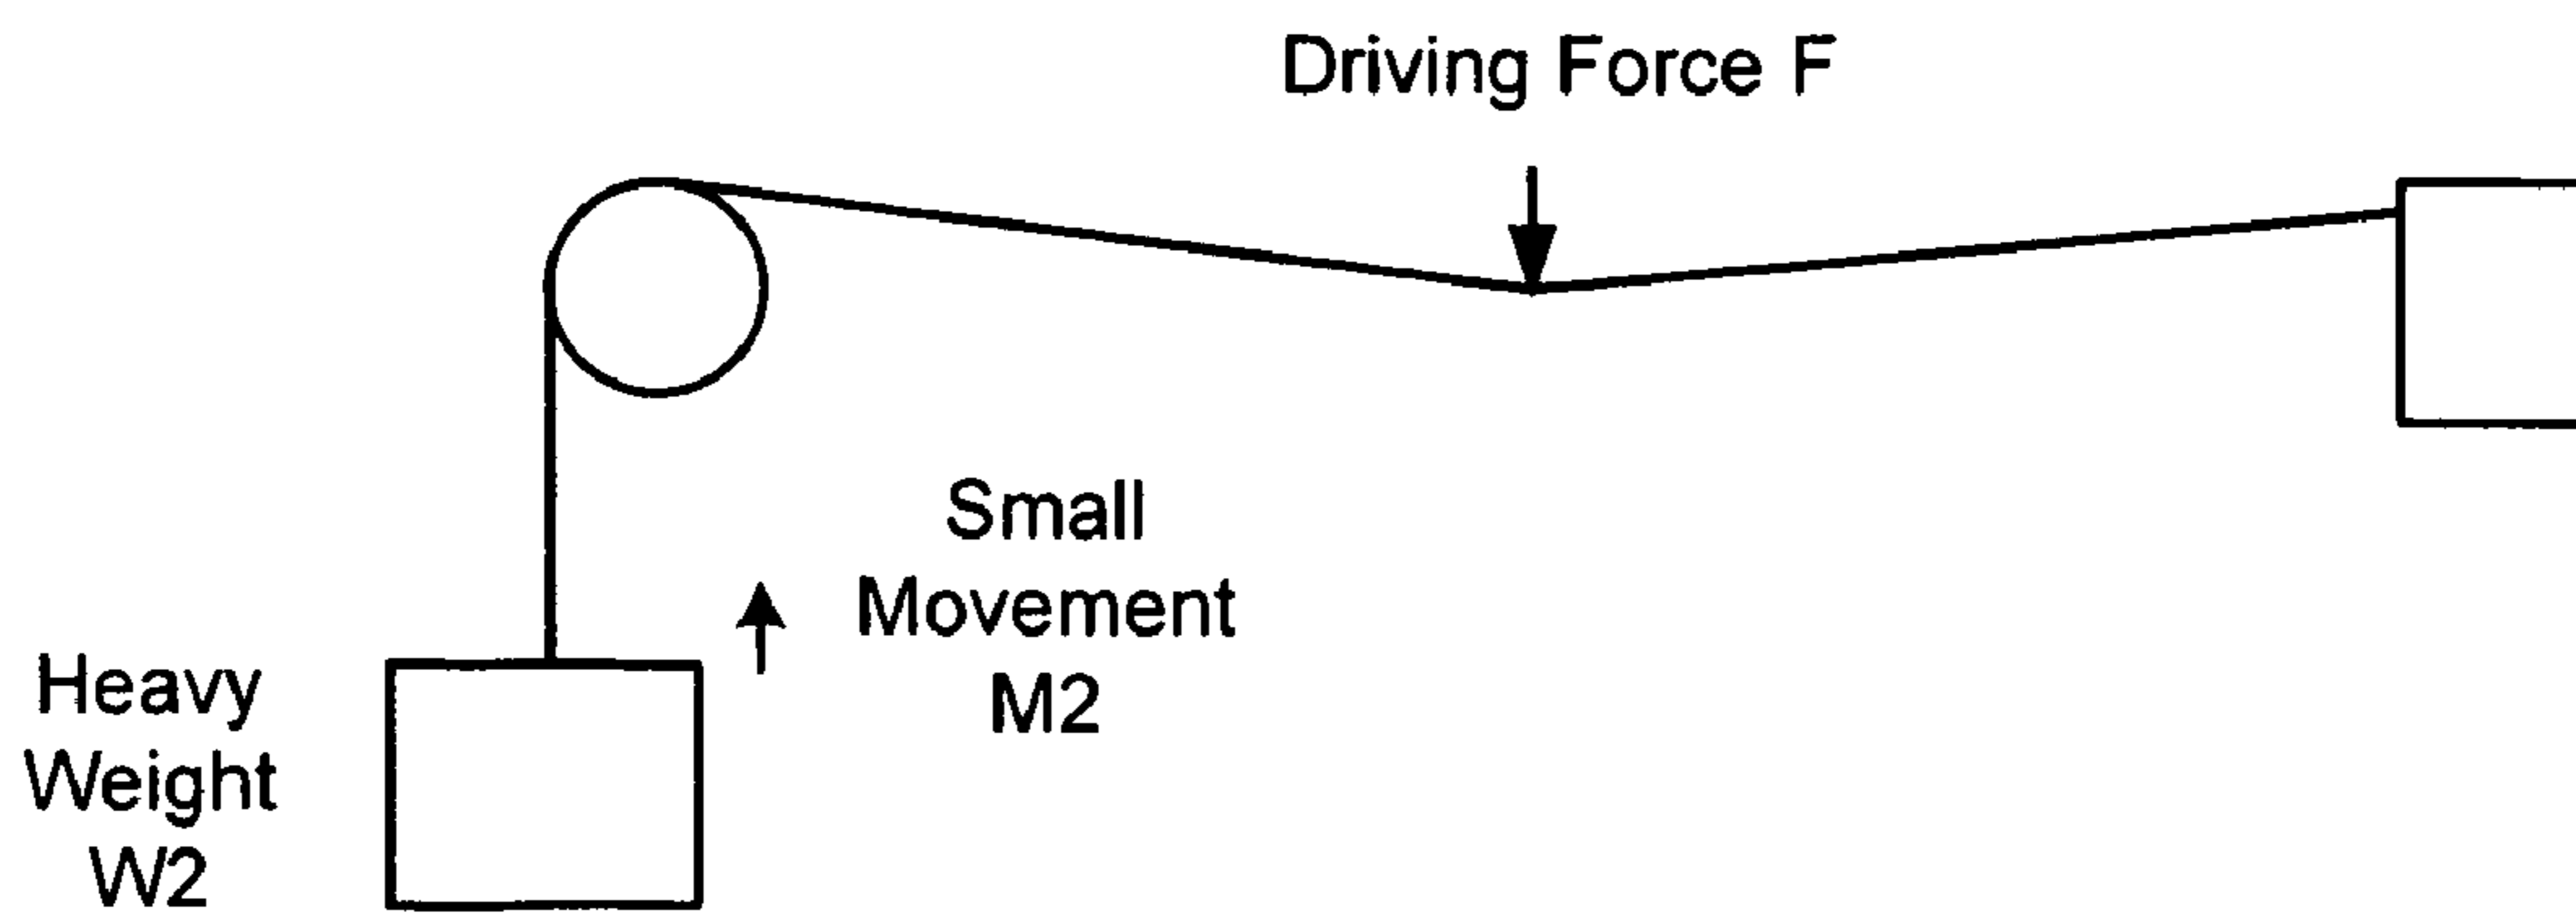 Driving Force F
Small
Movement
M2
Heavy
Weight
W2